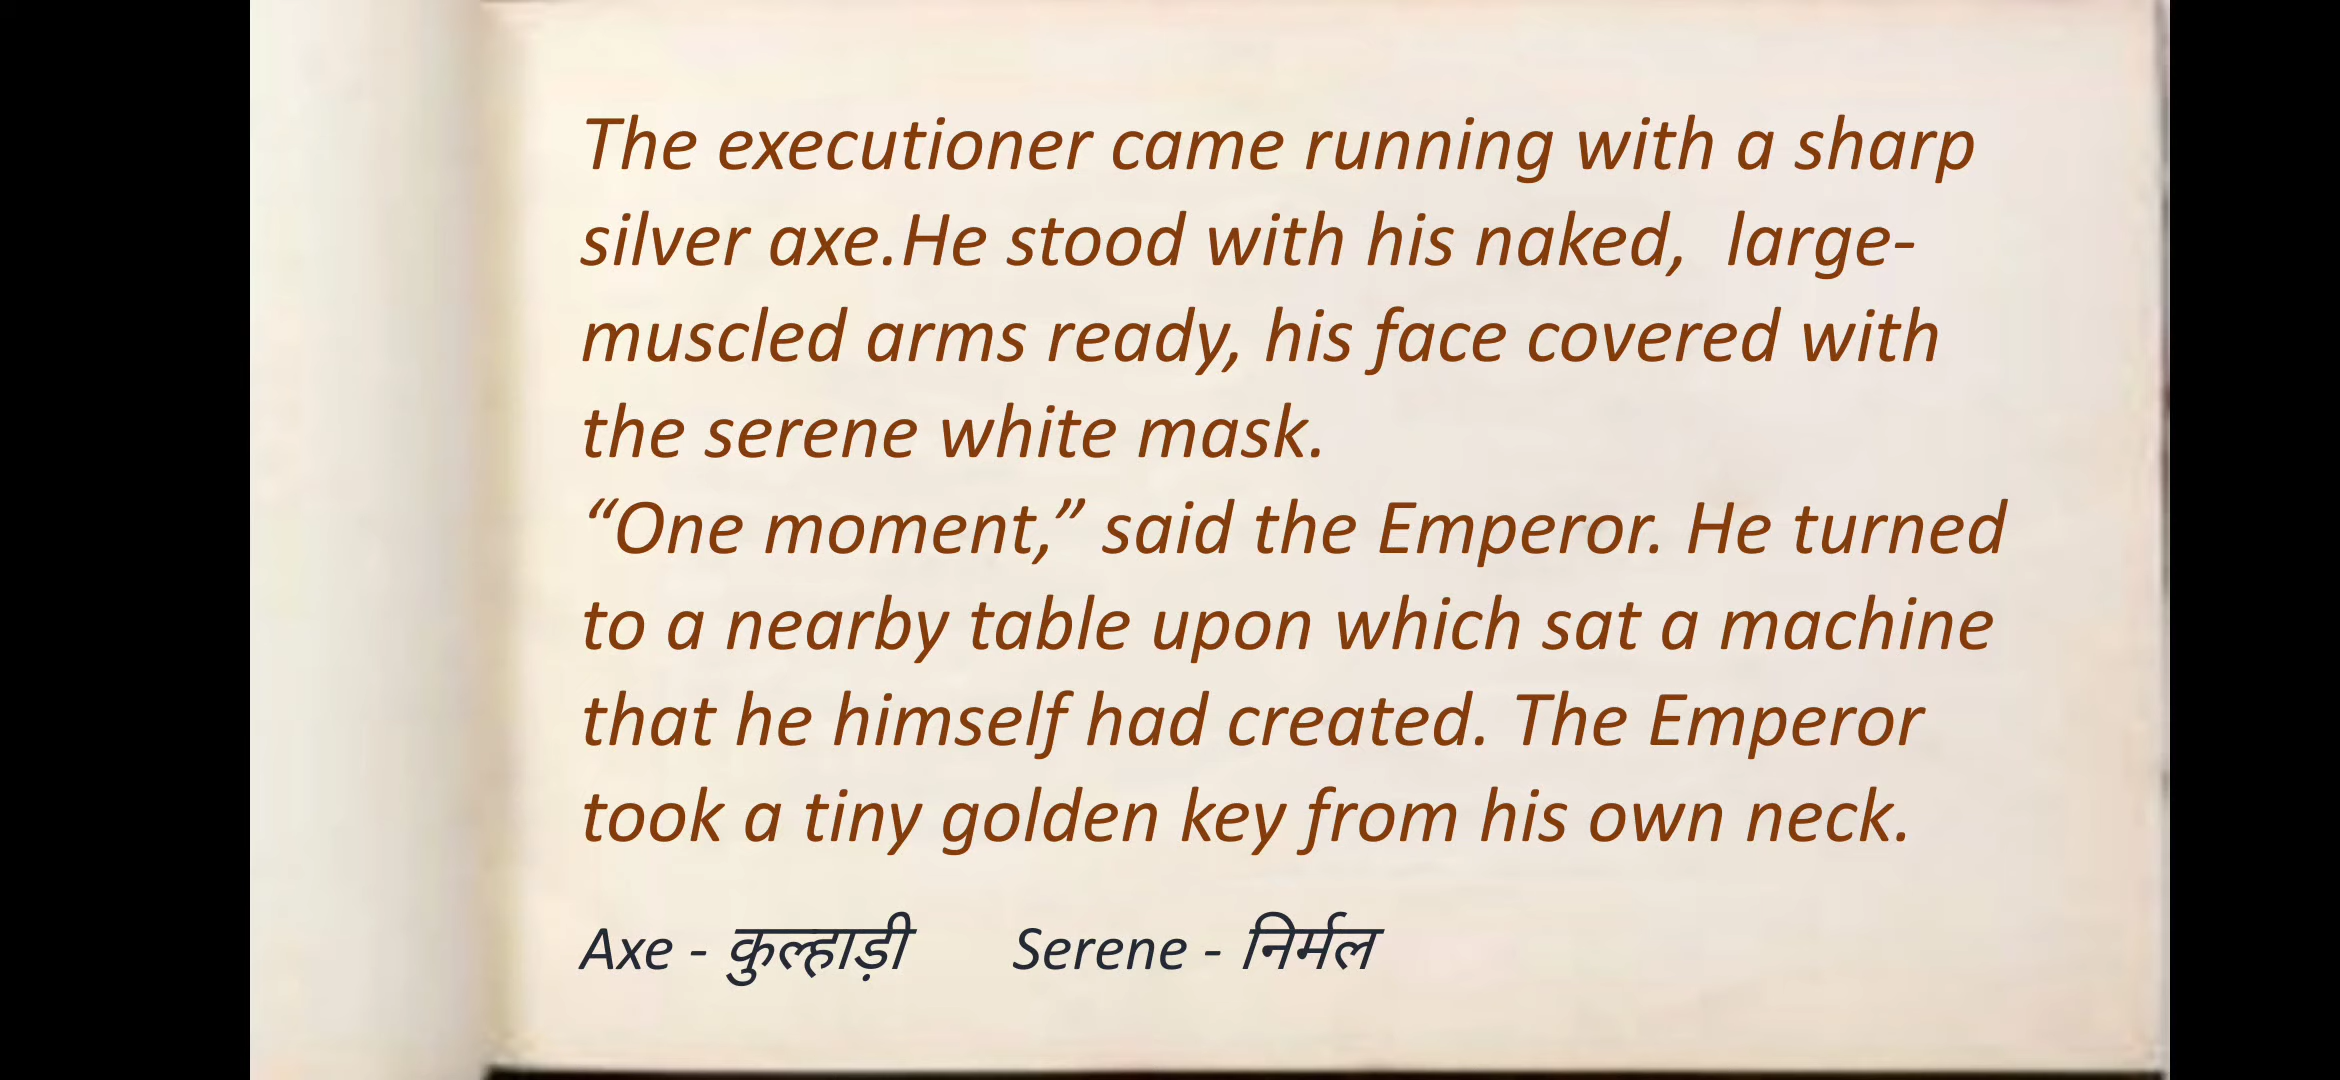 The executioner came running with a sharp
silver axe.He stood with his naked,  large-
muscled arms ready, his face covered with
the serene white mask.
“One moment,” said the Emperor. He turned
to a nearby table upon which sat a machine
that he himself had created. The Emperor
took a tiny golden key from his own neck.
Axe - कुल्हाड़ी Serene - निर्मल